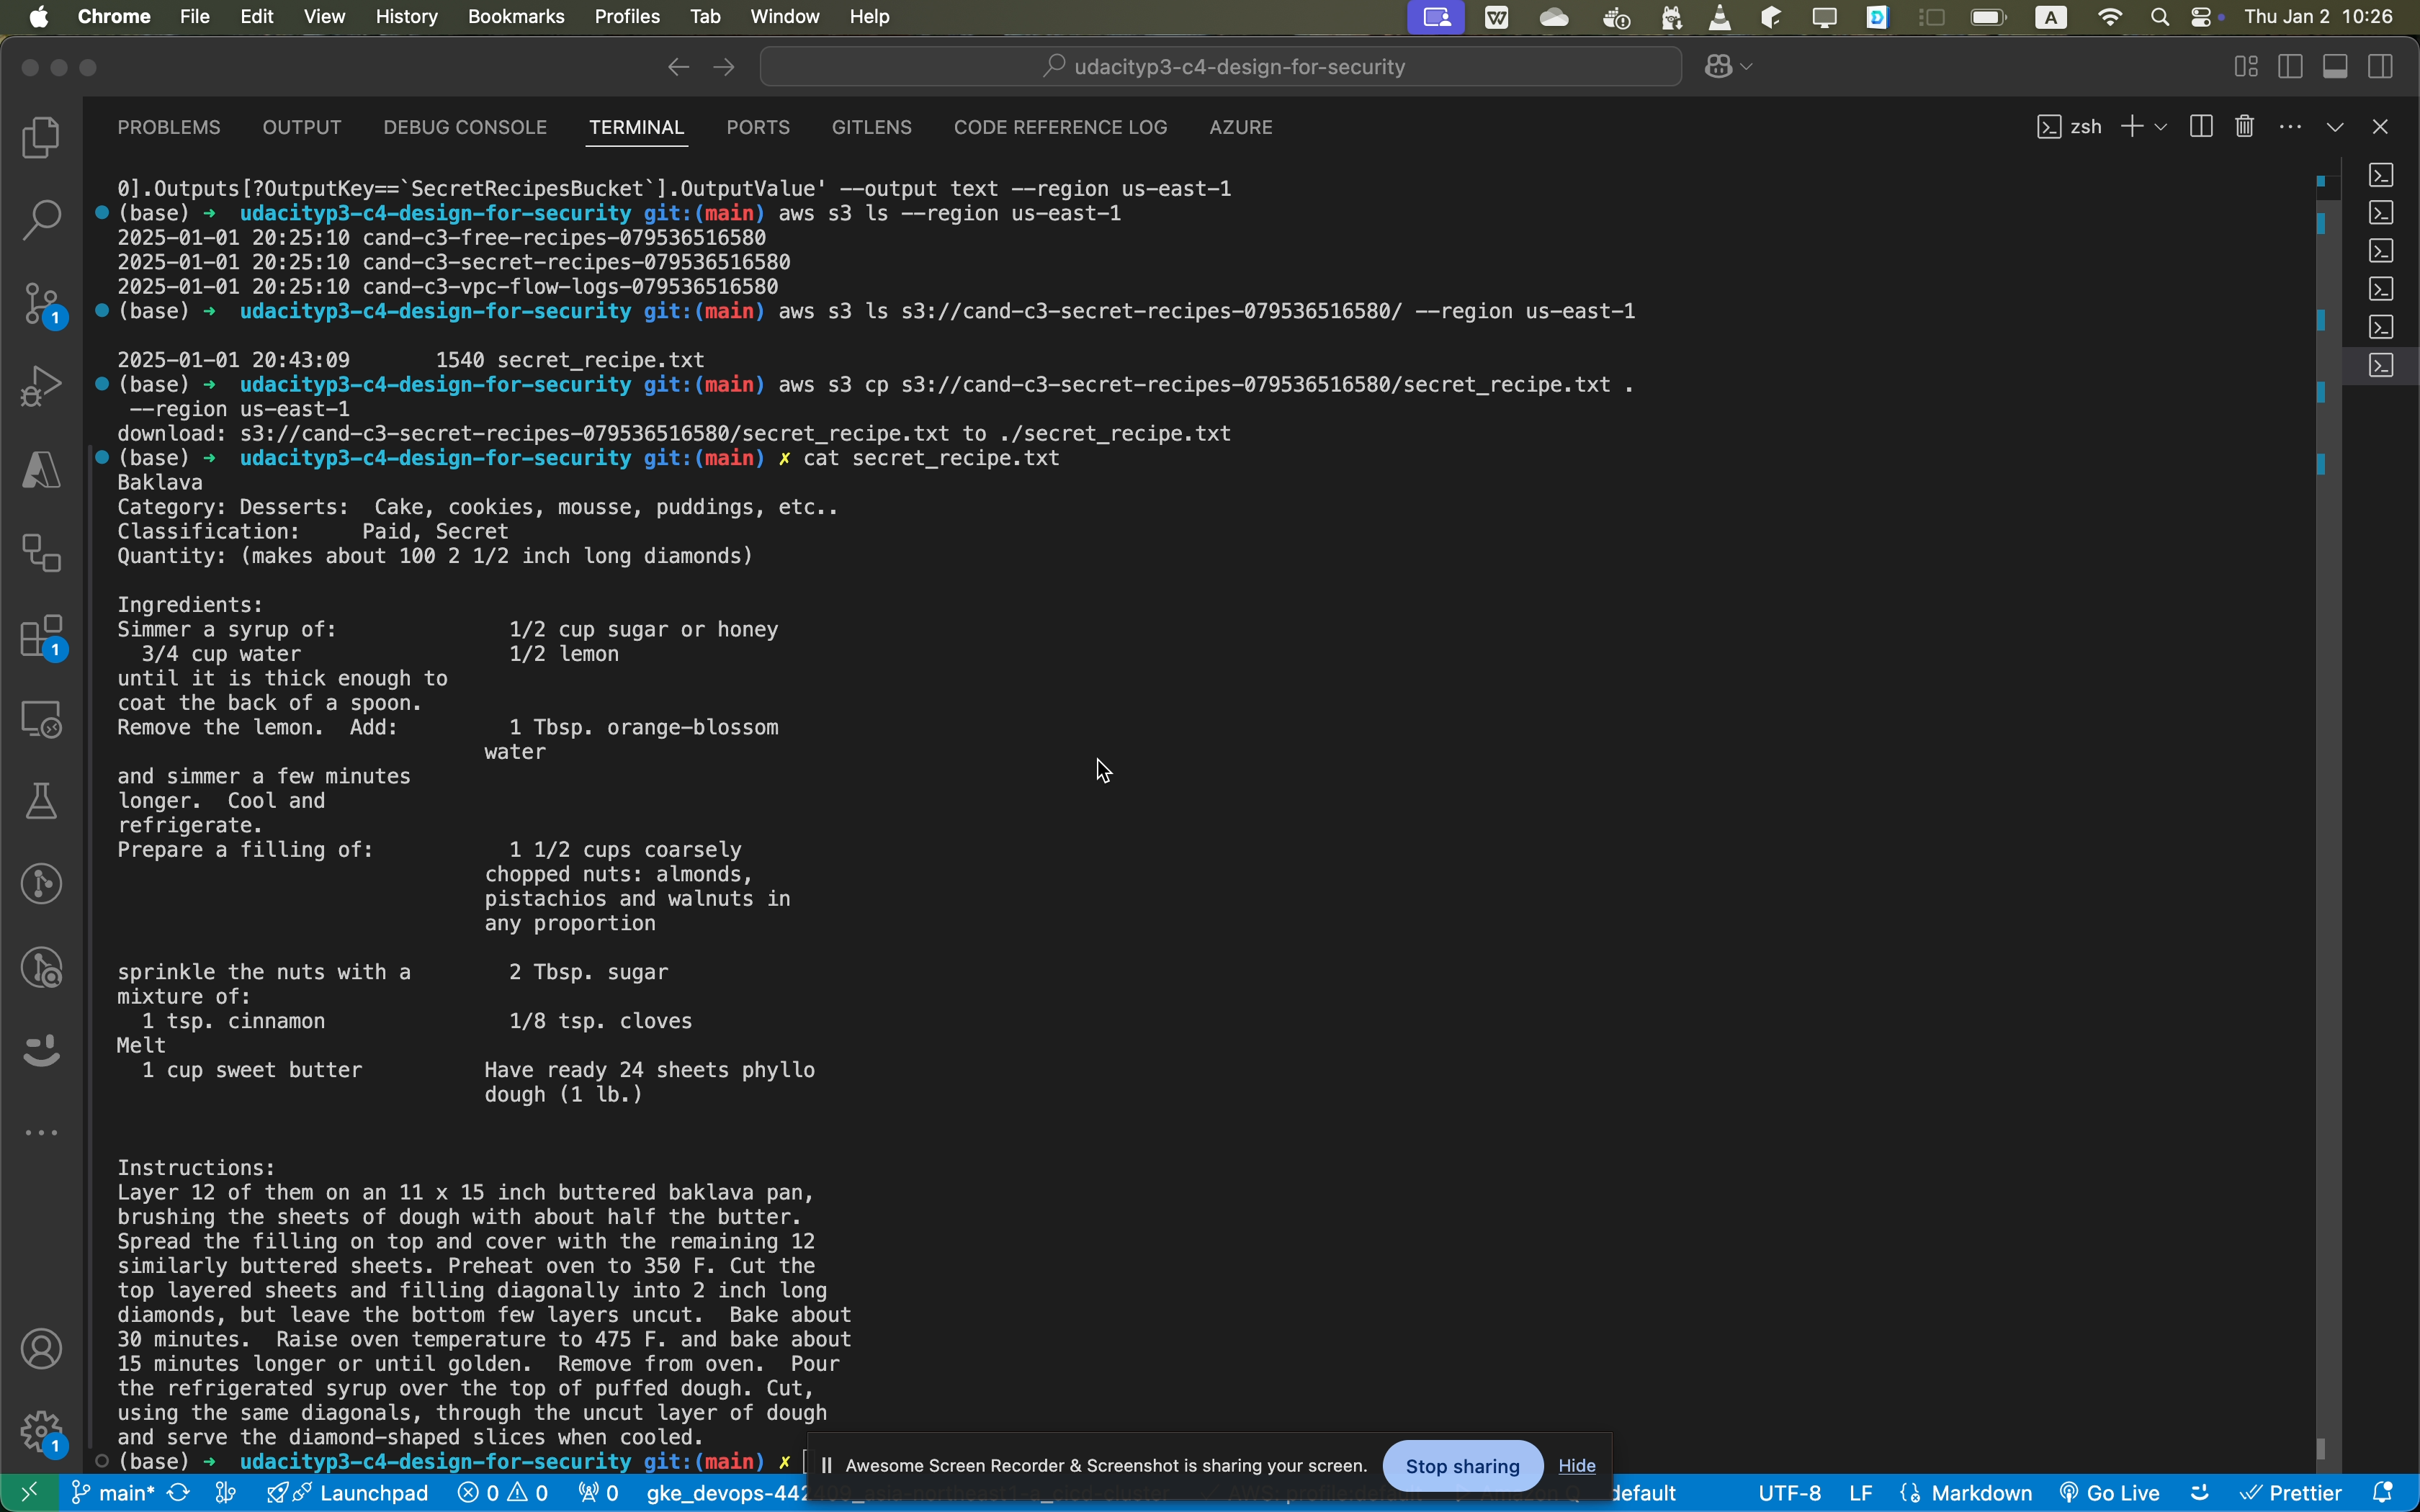 Chrome File Edit View History Bookmarks Profiles Tab Window Help A Thu Jan 2 10:26
udacityp3-c4-design-for-security
PROBLEMS OUTPUT DEBUG CONSOLE TERMINAL PORTS GITLENS CODE REFERENCE LOG AZURE zsh
0].Outputs[?OutputKey==`SecretRecipesBucket`].OutputValue' --output text --region us-east-1
(base) → udacityp3-c4-design-for-security git:(main) aws s3 ls --region us-east-1
2025-01-01 20:25:10 cand-c3-free-recipes-079536516580
2025-01-01 20:25:10 cand-c3-secret-recipes-079536516580
2025-01-01 20:25:10 cand-c3-vpc-flow-logs-079536516580
(base) → udacityp3-c4-design-for-security git:(main) aws s3 ls s3://cand-c3-secret-recipes-079536516580/ --region us-east-1
2025-01-01 20:43:09 1540 secret_recipe.txt
(base) → udacityp3-c4-design-for-security git:(main) aws s3 cp s3://cand-c3-secret-recipes-079536516580/secret_recipe.txt .
--region us-east-1
download: s3://cand-c3-secret-recipes-079536516580/secret_recipe.txt to ./secret_recipe.txt
(base) → udacityp3-c4-design-for-security git:(main) ✗ cat secret_recipe.txt
Baklava
Category: Desserts: Cake, cookies, mousse, puddings, etc..
Classification: Paid, Secret
Quantity: (makes about 100 2 1/2 inch long diamonds)
Ingredients:
Simmer a syrup of: 1/2 cup sugar or honey
3/4 cup water 1/2 lemon
until it is thick enough to
coat the back of a spoon.
Remove the lemon. Add: 1 Tbsp. orange-blossom
water
and simmer a few minutes
longer. Cool and
refrigerate.
Prepare a filling of: 1 1/2 cups coarsely
chopped nuts: almonds,
pistachios and walnuts in
any proportion
sprinkle the nuts with a 2 Tbsp. sugar
mixture of:
1 tsp. cinnamon 1/8 tsp. cloves
Melt
1 cup sweet butter Have ready 24 sheets phyllo
dough (1 lb.)
Instructions:
Layer 12 of them on an 11 x 15 inch buttered baklava pan,
brushing the sheets of dough with about half the butter.
Spread the filling on top and cover with the remaining 12
similarly buttered sheets. Preheat oven to 350 F. Cut the
top layered sheets and filling diagonally into 2 inch long
diamonds, but leave the bottom few layers uncut. Bake about
30 minutes. Raise oven temperature to 475 F. and bake about
15 minutes longer or until golden. Remove from oven. Pour
the refrigerated syrup over the top of puffed dough. Cut,
using the same diagonals, through the uncut layer of dough
and serve the diamond-shaped slices when cooled.
(base) → udacityp3-c4-design-for-security git:(main) ✗
Awesome Screen Recorder & Screenshot is sharing your screen. Stop sharing Hide
1
1
1
main* Launchpad 0 0 0 gke_devops-442409_asia-northeast1-a_cicd-cluster AWS: profile:default Amazon Q default UTF-8 LF Markdown Go Live Prettier